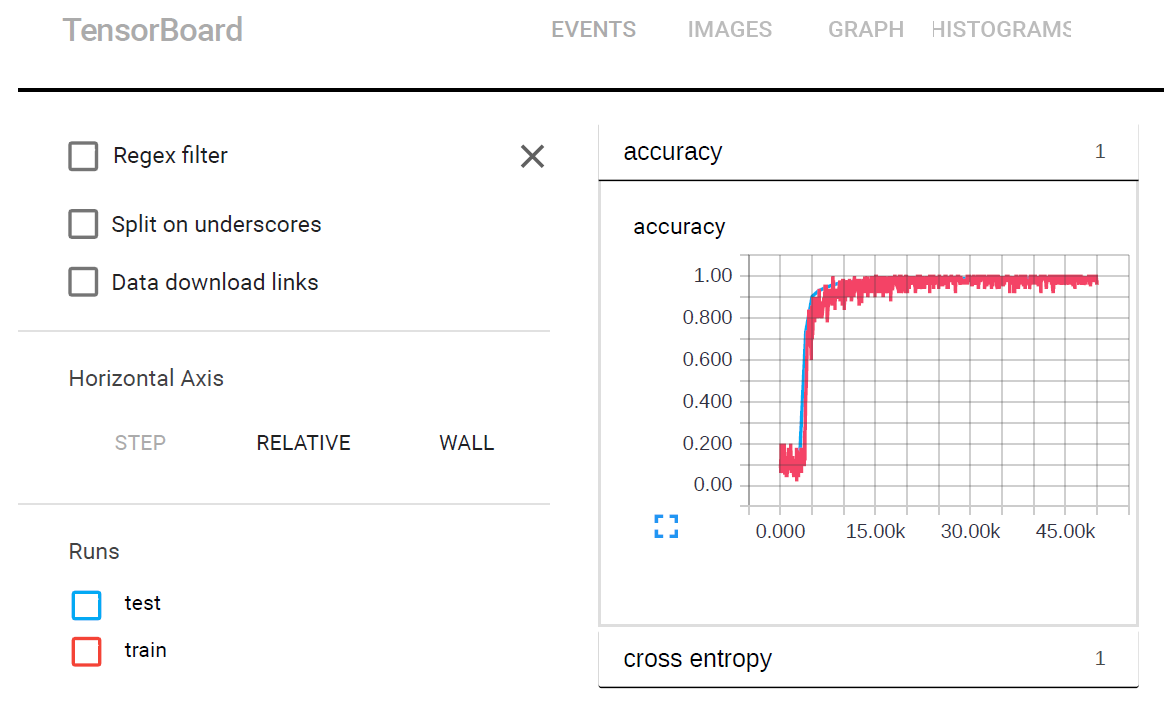 TensorBoard
EVENTS IMAGES GRAPH HISTOGRAMS
Regex filter
Split on underscores
Data download links
Horizontal Axis
STEP RELATIVE WALL
Runs
test
train
accuracy 1
accuracy
1.00
0.800
0.600
0.400
0.200
0.00
0.000 15.00k 30.00k 45.00k
cross entropy 1